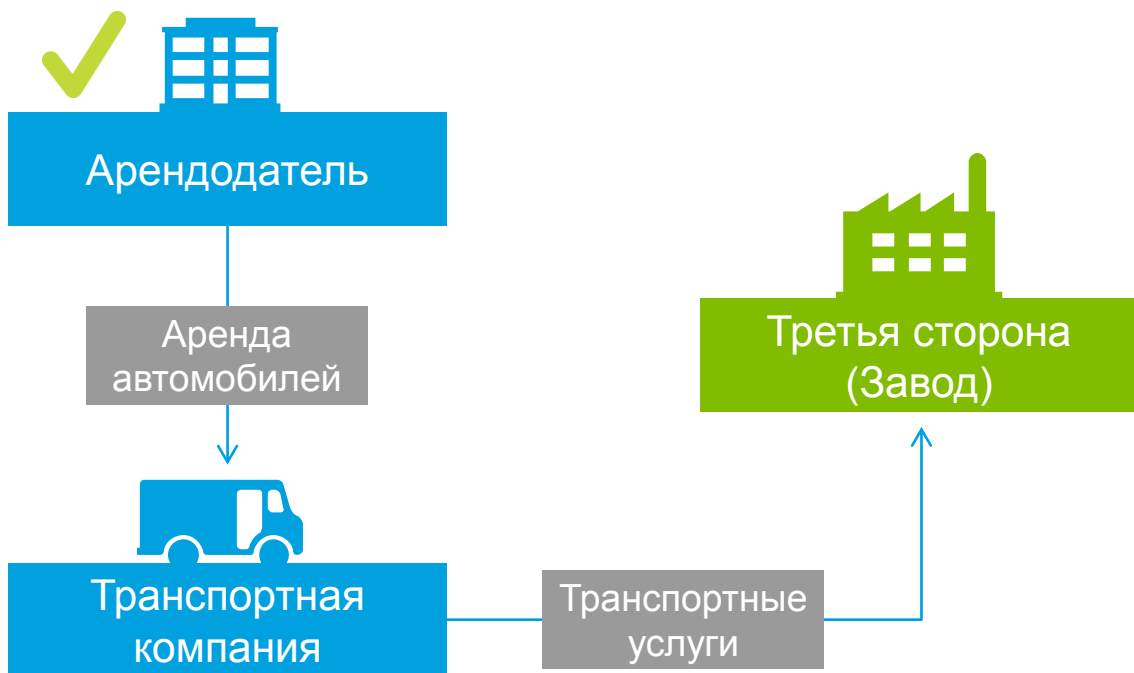 Арендодатель
Аренда
автомобилей
Третья сторона
(Завод)
Транспортная
компания
Транспортные
услуги